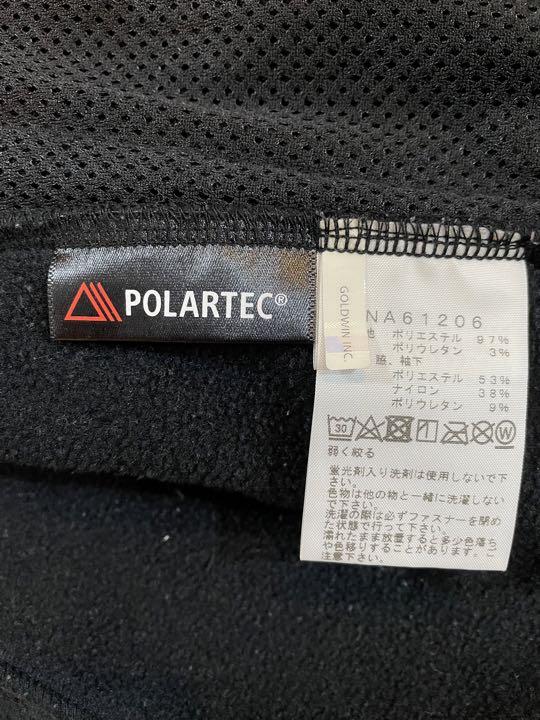 POLARTEC®
GOLDWIN INC.
NA61206
地 ポリエステル 97%
ポリウレタン 3%
脇、袖下
ポリエステル 53%
ナイロン 38%
ポリウレタン 9%
30 W
弱く絞る
蛍光剤入り洗剤は使用しないで下
さい。
色物は他の物と一緒に洗濯しない
で下さい。
洗濯の際は必ずファスナーを閉め
た状態で行って下さい。
濡れたまま放置すると多少色落ち
や色移りすることがあります。ご
注意下さい。